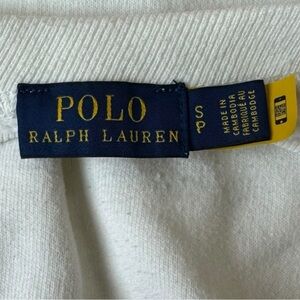 POLO
RALPH LAUREN
S
P
MADE IN
CAMBODIA
FABRIQUÉ AU
CAMBODGE